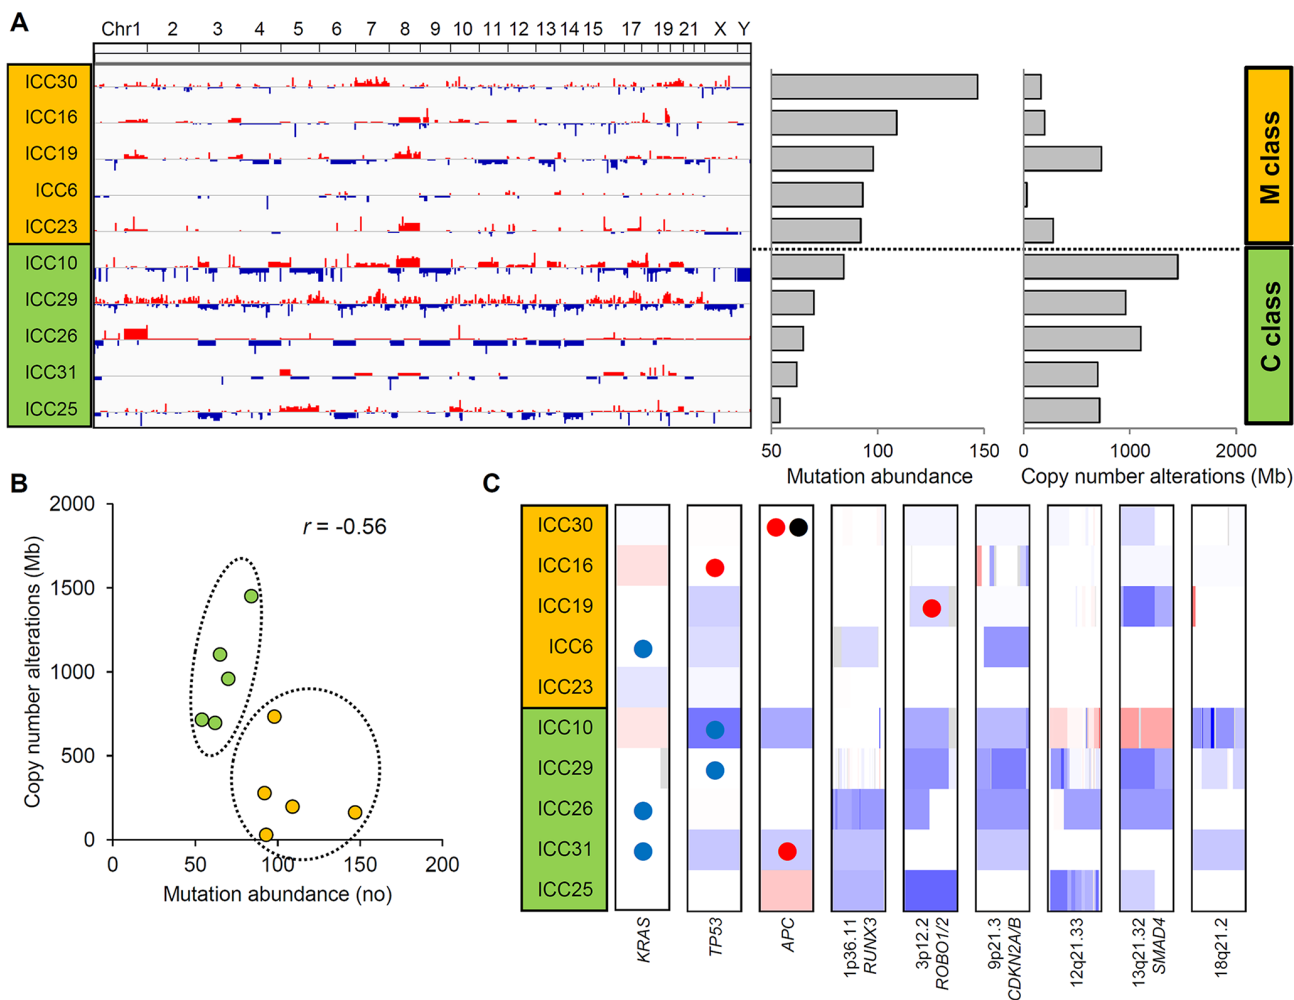 A
Chr1 2 3 4 5 6 7 8 9 10 11 12 13 14 15 17 19 21 X Y
ICC30
ICC16
ICC19
ICC6
ICC23
ICC10
ICC29
ICC26
ICC31
ICC25
M class
C class
50 100 150
Mutation abundance
0 1000 2000
Copy number alterations (Mb)
B
r = -0.56
Copy number alterations (Mb)
2000
1500
1000
500
0
0 50 100 150 200
Mutation abundance (no)
C
ICC30
ICC16
ICC19
ICC6
ICC23
ICC10
ICC29
ICC26
ICC31
ICC25
KRAS
TP53
APC
1p36.11
RUNX3
3p12.2
ROBO1/2
9p21.3
CDKN2A/B
12q21.33
13q21.32
SMAD4
18q21.2